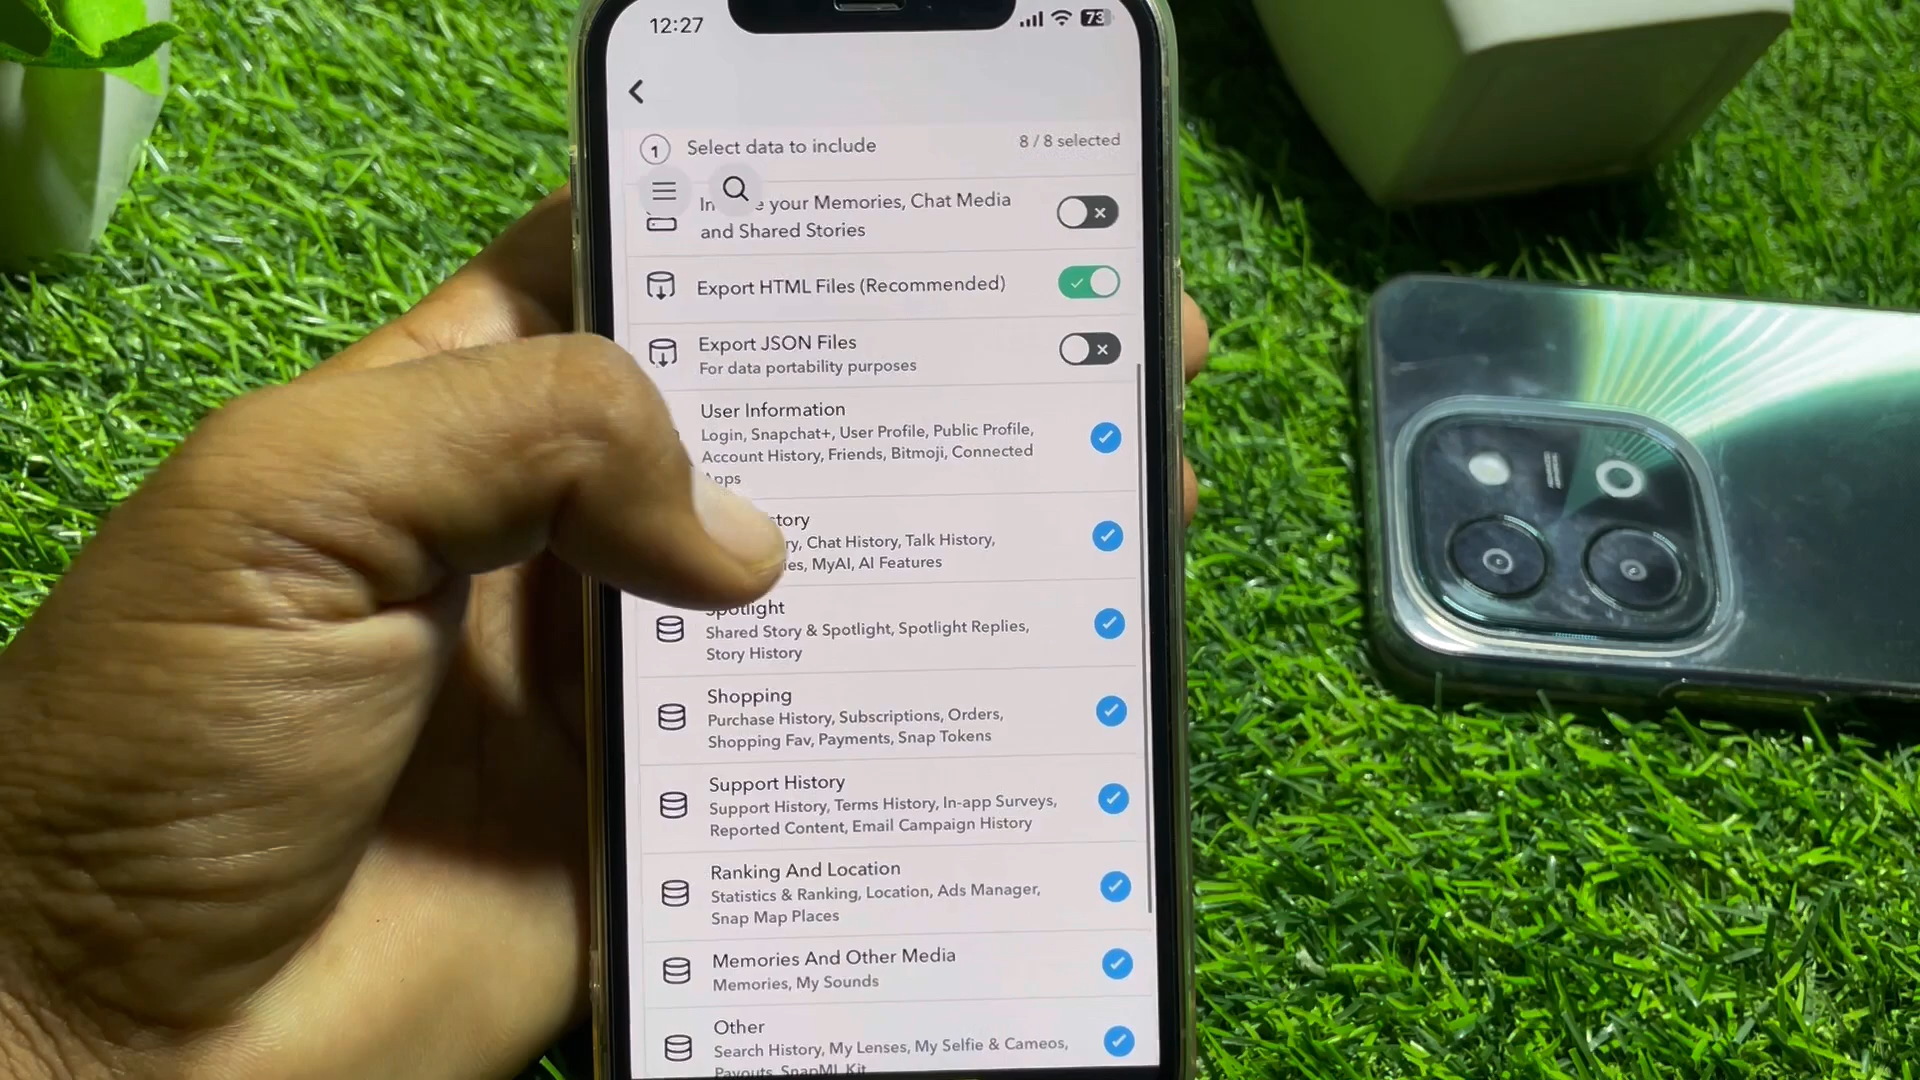 12:27
73
1 Select data to include 8 / 8 selected
your Memories, Chat Media
and Shared Stories
Export HTML Files (Recommended)
Export JSON Files
For data portability purposes
User Information
Login, Snapchat+, User Profile, Public Profile,
Account History, Friends, Bitmoji, Connected
Chat History, Talk History,
MyAI, AI Features
Spotlight
Shared Story & Spotlight, Spotlight Replies,
Story History
Shopping
Purchase History, Subscriptions, Orders,
Shopping Fav, Payments, Snap Tokens
Support History
Support History, Terms History, In-app Surveys,
Reported Content, Email Campaign History
Ranking And Location
Statistics & Ranking, Location, Ads Manager,
Snap Map Places
Memories And Other Media
Memories, My Sounds
Other
Search History, My Lenses, My Selfie & Cameos,
Payouts, SnapML Kit